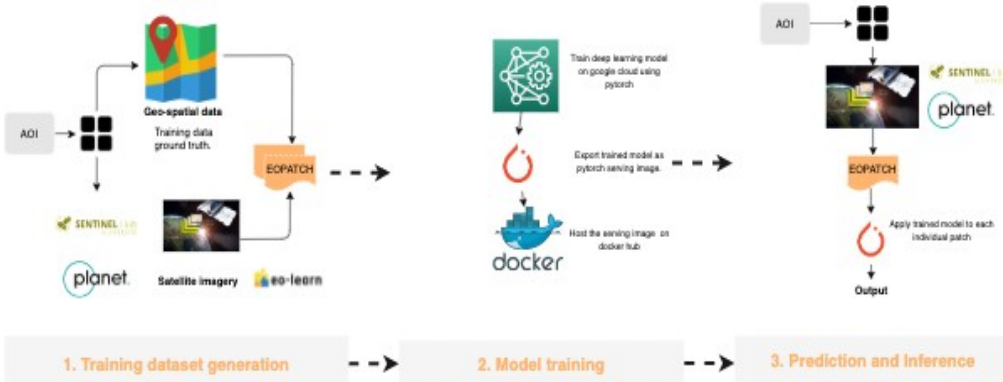 AOI
Geo-spatial data
Training data
ground truth.
EOPATCH
SENTINEL
planet.
Satellite imagery
eo-learn
Train deep learning model
on google cloud using
pytorch
Export trained model as
pytorch serving image.
Host the serving image on
docker hub
docker
AOI
SENTINEL
planet.
EOPATCH
Apply trained model to each
individual patch
Output
1. Training dataset generation
2. Model training
3. Prediction and Inference